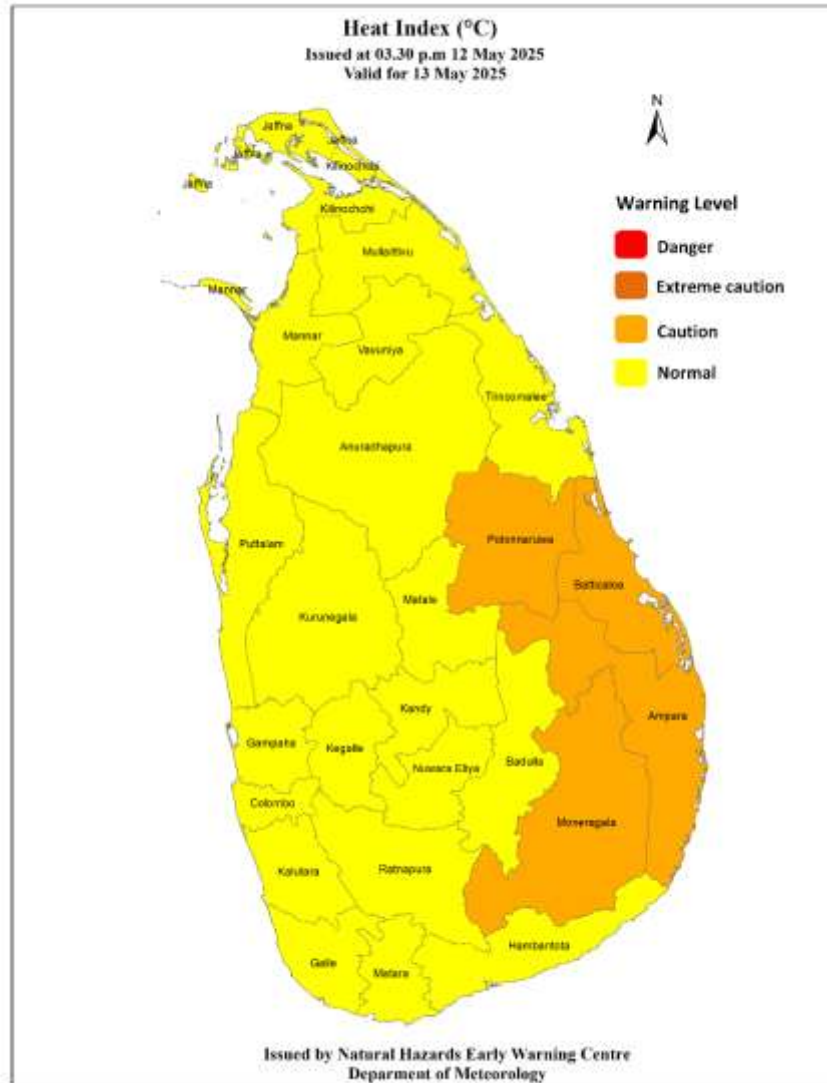 Heat Index (°C)
Issued at 03.30 p.m 12 May 2025
Valid for 13 May 2025
N
Warning Level
Danger
Extreme caution
Caution
Normal
Jaffna
Jaffna
Jaffna
Jaffna
Kilinochchi
Kilinochchi
Mullaittivu
Mannar
Mannar
Vavuniya
Trincomalee
Anuradhapura
Polonnaruwa
Puttalam
Batticaloa
Matale
Kurunegala
Kandy
Ampara
Gampaha
Kegalle
Nuwara Eliya
Badulla
Colombo
Moneragala
Kalutara
Ratnapura
Hambantota
Galle
Matara
Issued by Natural Hazards Early Warning Centre
Deparment of Meteorology